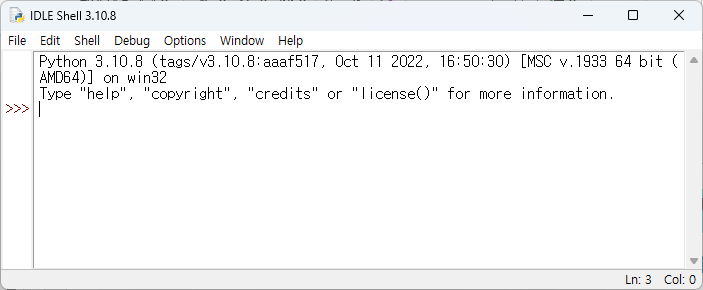 IDLE Shell 3.10.8
File Edit Shell Debug Options Window Help
Python 3.10.8 (tags/v3.10.8:aaaf517, Oct 11 2022, 16:50:30) [MSC v.1933 64 bit (
AMD64)] on win32
Type "help", "copyright", "credits" or "license()" for more information.
>>>
Ln: 3 Col: 0